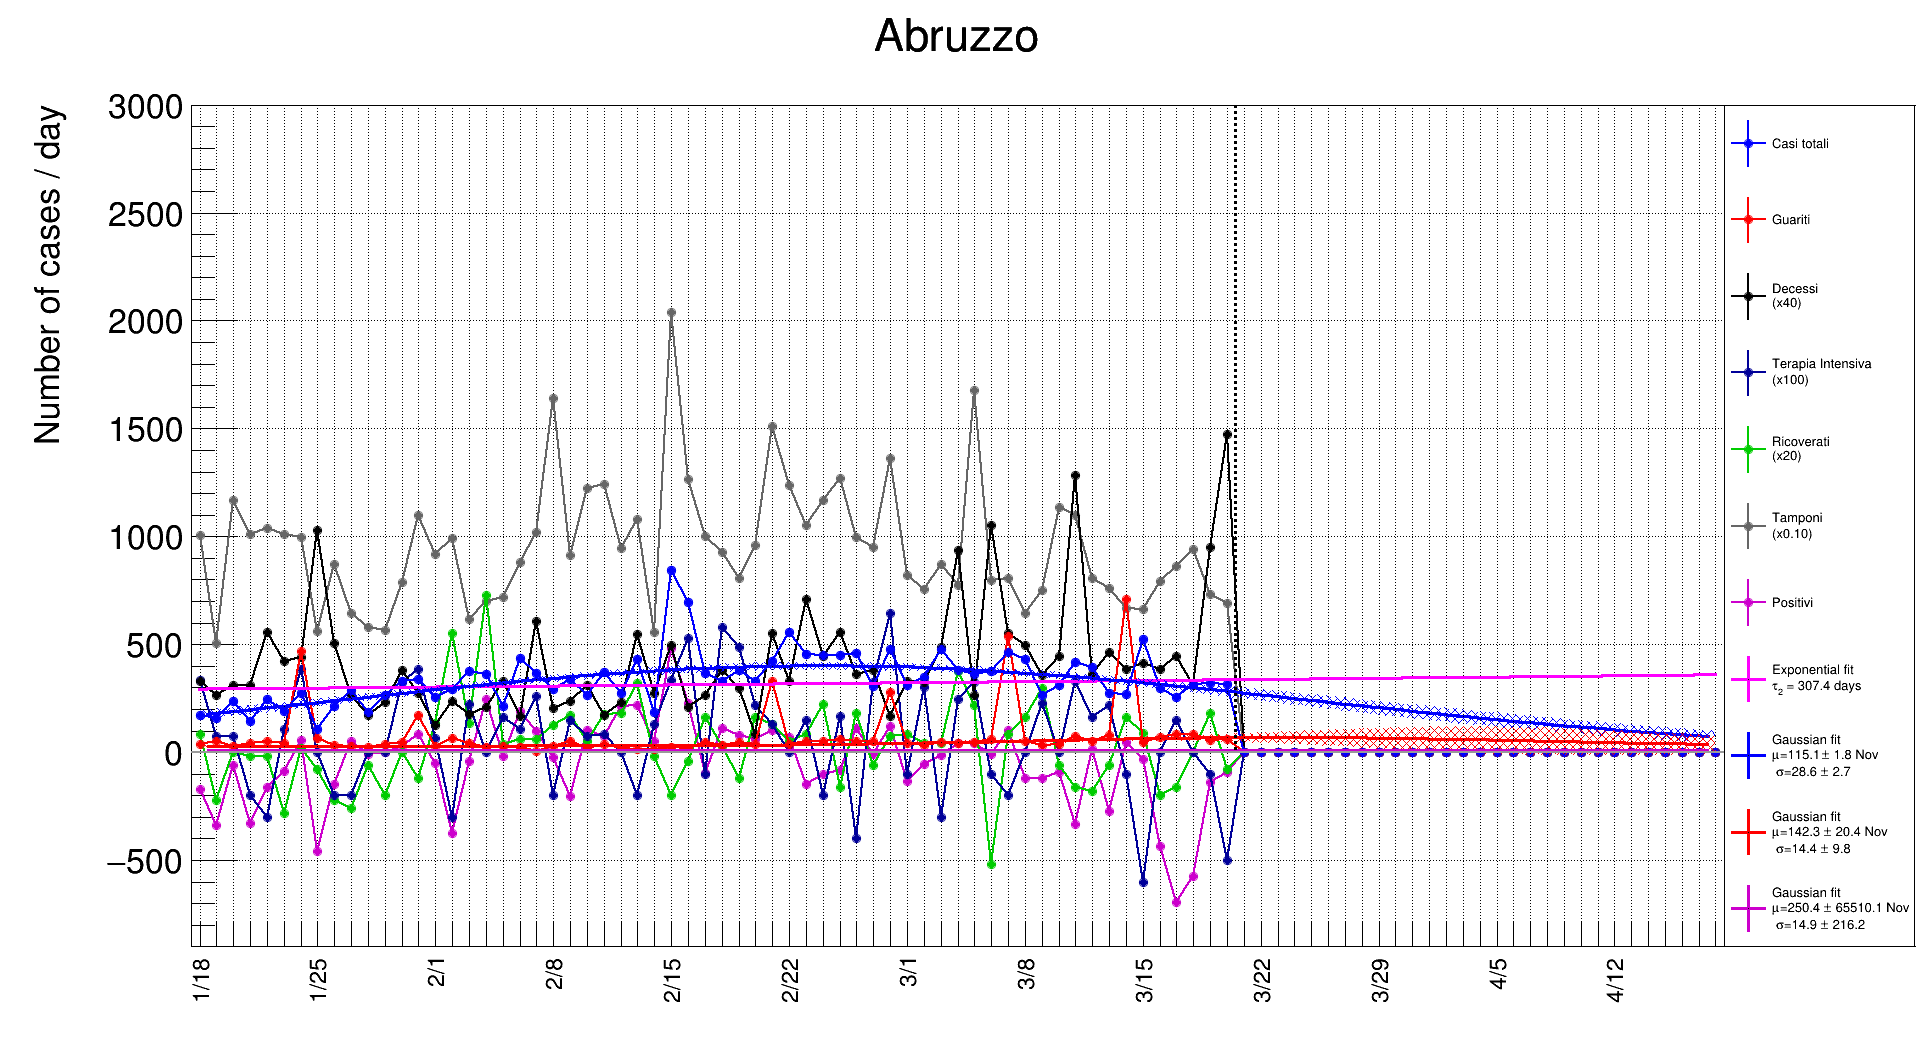 Abruzzo
Number of cases / day
3000
2500
2000
1500
1000
500
0
−500
1/18
1/25
2/1
2/8
2/15
2/22
3/1
3/8
3/15
3/22
3/29
4/5
4/12
Casi totali
Guariti
Decessi
(x40)
Terapia Intensiva
(x100)
Ricoverati
(x20)
Tamponi
(x0.10)
Positivi
Exponential fit
τ₂ = 307.4 days
Gaussian fit
μ=115.1 ± 1.8 Nov
σ=28.6 ± 2.7
Gaussian fit
μ=142.3 ± 20.4 Nov
σ=14.4 ± 9.8
Gaussian fit
μ=250.4 ± 65510.1 Nov
σ=14.9 ± 216.2